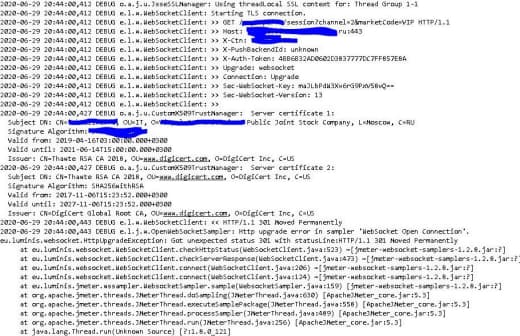 2020-06-29 20:44:00,412 DEBUG o.a.j.u.JsseSSLManager: Using threadLocal SSL context for: Thread Group 1-1
2020-06-29 20:44:00,412 DEBUG e.l.w.WebSocketClient: Starting TLS connection.
2020-06-29 20:44:00,412 DEBUG e.l.w.WebSocketClient: >> GET /session?channel=2&marketCode=VIP HTTP/1.1
2020-06-29 20:44:00,412 DEBUG e.l.w.WebSocketClient: >> Host: ru:443
2020-06-29 20:44:00,412 DEBUG e.l.w.WebSocketClient: >> X-Ctn:
2020-06-29 20:44:00,412 DEBUG e.l.w.WebSocketClient: >> X-PushBackendId: unknown
2020-06-29 20:44:00,412 DEBUG e.l.w.WebSocketClient: >> X-Auth-Token:
2020-06-29 20:44:00,412 DEBUG e.l.w.WebSocketClient: >> Upgrade: websocket
2020-06-29 20:44:00,412 DEBUG e.l.w.WebSocketClient: >> Connection: Upgrade
2020-06-29 20:44:00,412 DEBUG e.l.w.WebSocketClient: >> Sec-WebSocket-Key:
2020-06-29 20:44:00,412 DEBUG e.l.w.WebSocketClient: >> Sec-WebSocket-Version: 13
2020-06-29 20:44:00,412 DEBUG e.l.w.WebSocketClient: >>
2020-06-29 20:44:00,427 DEBUG o.a.j.u.CustomX509TrustManager: Server certificate 1:
Subject DN: CN= OU=IT, O= Public Joint Stock Company, L=Moscow, C=RU
Signature Algorithm:
Valid from: 2019-04-16T03:00:00.000+0300
Valid until: 2021-06-14T15:00:00.000+0300
Issuer: CN=Thawte RSA CA 2018, OU=www.digicert.com, O=DigiCert Inc, C=US
2020-06-29 20:44:00,427 DEBUG o.a.j.u.CustomX509TrustManager: Server certificate 2:
Subject DN: CN=Thawte RSA CA 2018, OU=www.digicert.com, O=DigiCert Inc, C=US
Signature Algorithm: SHA256withRSA
Valid from: 2017-11-06T15:23:52.000+0300
Valid until: 2027-11-06T15:23:52.000+0300
Issuer: CN=DigiCert Global Root CA, OU=www.digicert.com, O=DigiCert Inc, C=US
2020-06-29 20:44:00,443 DEBUG e.l.w.WebSocketClient: << HTTP/1.1 301 Moved Permanently
2020-06-29 20:44:00,443 DEBUG e.l.w.OpenWebSocketSampler: Http upgrade error in sampler 'WebSocket Open Connection'.
eu.luminis.websocket.HttpUpgradeException: Got unexpected status 301 with statusLine:HTTP/1.1 301 Moved Permanently
at eu.luminis.websocket.WebSocketClient.checkHttpStatus(WebSocketClient.java:523) ~[jmeter-websocket-samplers-1.2.8.jar:?]
at eu.luminis.websocket.WebSocketClient.checkServerResponse(WebSocketClient.java:473) ~[jmeter-websocket-samplers-1.2.8.jar:?]
at eu.luminis.websocket.WebSocketClient.connect(WebSocketClient.java:206) ~[jmeter-websocket-samplers-1.2.8.jar:?]
at eu.luminis.websocket.WebSocketClient.connect(WebSocketClient.java:124) ~[jmeter-websocket-samplers-1.2.8.jar:?]
at eu.luminis.jmeter.wssampler.WebsocketSampler.sample(WebsocketSampler.java:159) [jmeter-websocket-samplers-1.2.8.jar:?]
at org.apache.jmeter.threads.JMeterThread.doSampling(JMeterThread.java:630) [ApacheJMeter_core.jar:5.3]
at org.apache.jmeter.threads.JMeterThread.executeSamplePackage(JMeterThread.java:558) [ApacheJMeter_core.jar:5.3]
at org.apache.jmeter.threads.JMeterThread.processSampler(JMeterThread.java:489) [ApacheJMeter_core.jar:5.3]
at org.apache.jmeter.threads.JMeterThread.run(JMeterThread.java:256) [ApacheJMeter_core.jar:5.3]
at java.lang.Thread.run(Unknown Source) [?:1.8.0_121]